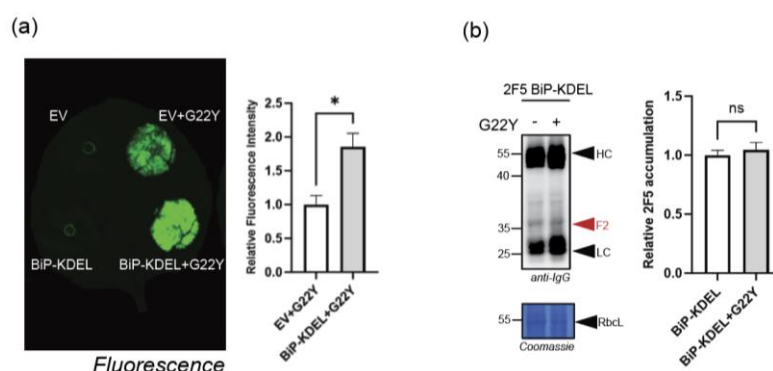 (a)
EV
EV+G22Y
BiP-KDEL
BiP-KDEL+G22Y
Fluorescence
Relative Fluorescence Intensity
2.5
2.0
1.5
1.0
0.5
0.0
*
EV+G22Y
BiP-KDEL+G22Y
(b)
2F5 BiP-KDEL
G22Y - +
55
40
35
25
HC
F2
LC
anti-IgG
55
RbcL
Coomassie
Relative 2F5 accumulation
1.5
1.0
0.5
0.0
ns
BiP-KDEL
BiP-KDEL+G22Y